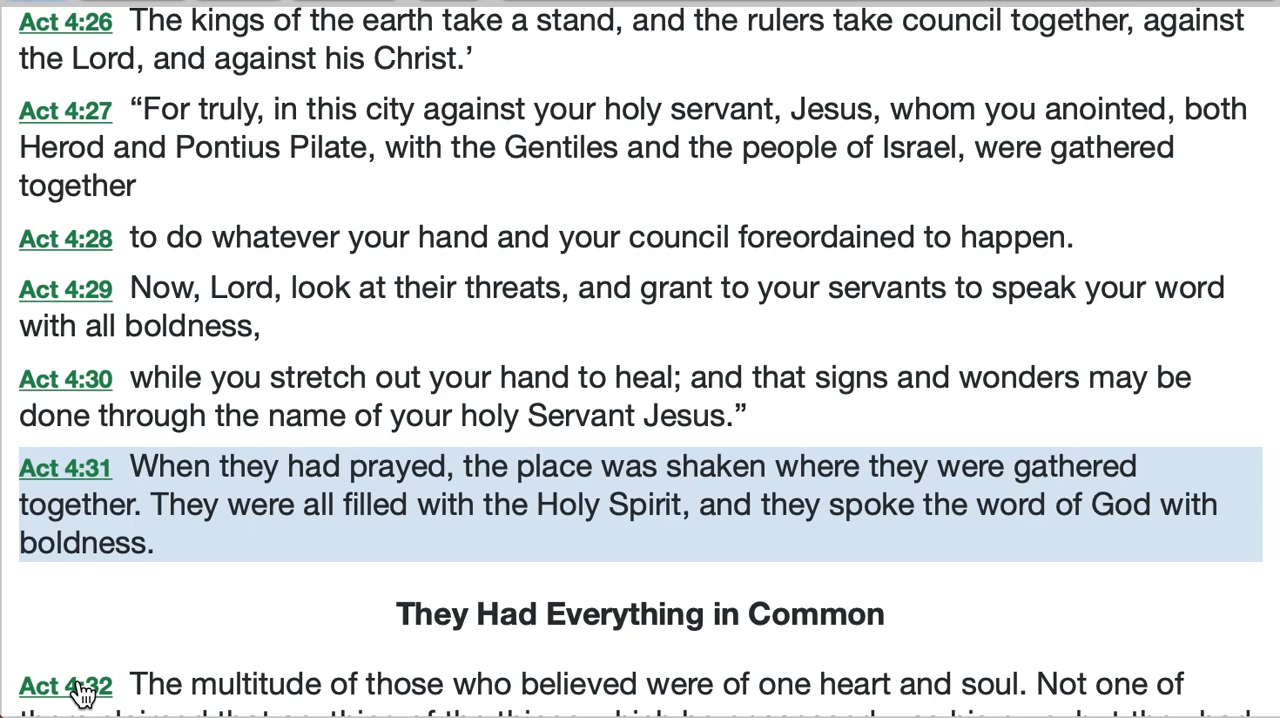 Act 4:26 The kings of the earth take a stand, and the rulers take council together, against
the Lord, and against his Christ.’
Act 4:27 “For truly, in this city against your holy servant, Jesus, whom you anointed, both
Herod and Pontius Pilate, with the Gentiles and the people of Israel, were gathered
together
Act 4:28 to do whatever your hand and your council foreordained to happen.
Act 4:29 Now, Lord, look at their threats, and grant to your servants to speak your word
with all boldness,
Act 4:30 while you stretch out your hand to heal; and that signs and wonders may be
done through the name of your holy Servant Jesus.”
Act 4:31 When they had prayed, the place was shaken where they were gathered
together. They were all filled with the Holy Spirit, and they spoke the word of God with
boldness.
They Had Everything in Common
Act 4:32 The multitude of those who believed were of one heart and soul. Not one of